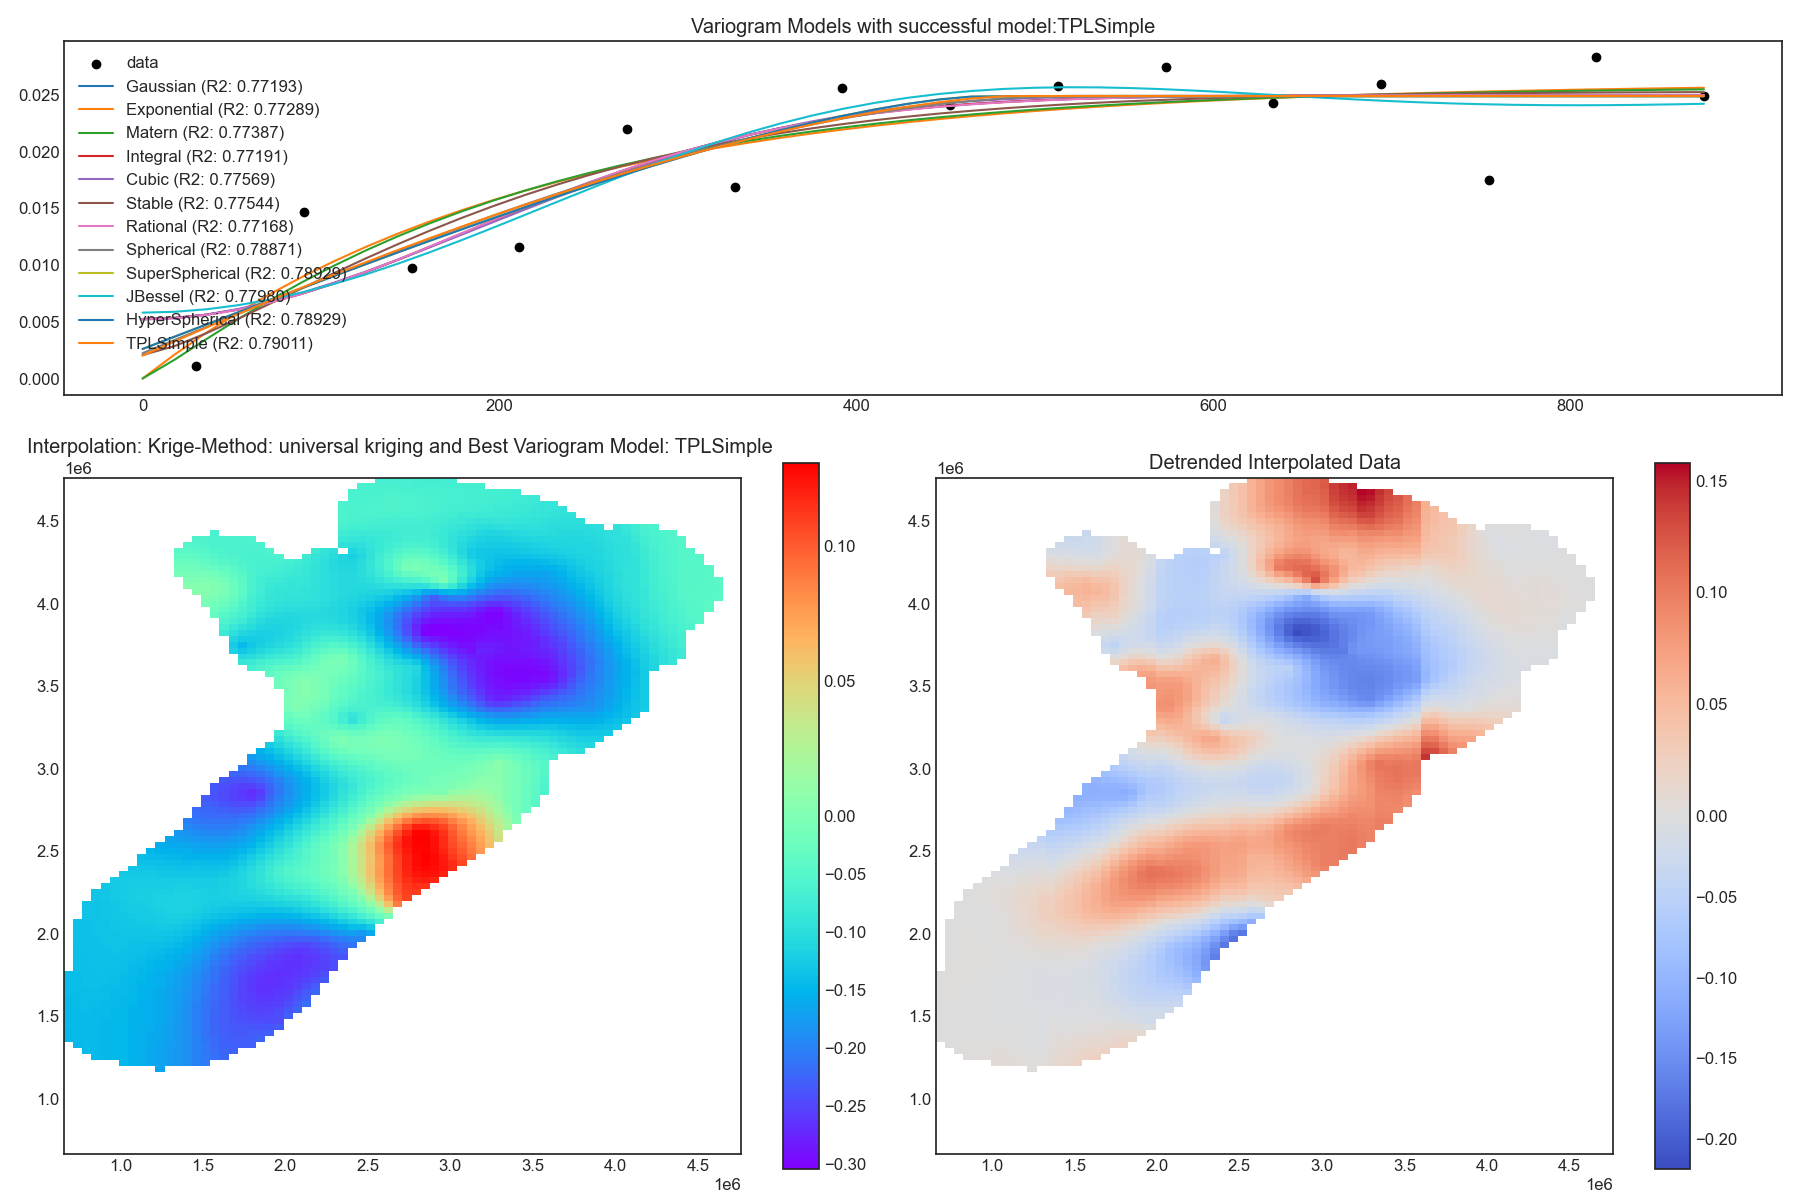 Variogram Models with successful model:TPLSimple
data
Gaussian (R2: 0.77193)
Exponential (R2: 0.77289)
Matern (R2: 0.77387)
Integral (R2: 0.77191)
Cubic (R2: 0.77569)
Stable (R2: 0.77544)
Rational (R2: 0.77168)
Spherical (R2: 0.78871)
SuperSpherical (R2: 0.78929)
JBessel (R2: 0.77980)
HyperSpherical (R2: 0.78929)
TPLSimple (R2: 0.79011)
0.025
0.020
0.015
0.010
0.005
0.000
0 200 400 600 800
Interpolation: Krige-Method: universal kriging and Best Variogram Model: TPLSimple
1e6
4.5
4.0
3.5
3.0
2.5
2.0
1.5
1.0
1.0 1.5 2.0 2.5 3.0 3.5 4.0 4.5
1e6
0.10
0.05
0.00
−0.05
−0.10
−0.15
−0.20
−0.25
−0.30
Detrended Interpolated Data
1e6
4.5
4.0
3.5
3.0
2.5
2.0
1.5
1.0
1.0 1.5 2.0 2.5 3.0 3.5 4.0 4.5
1e6
0.15
0.10
0.05
0.00
−0.05
−0.10
−0.15
−0.20